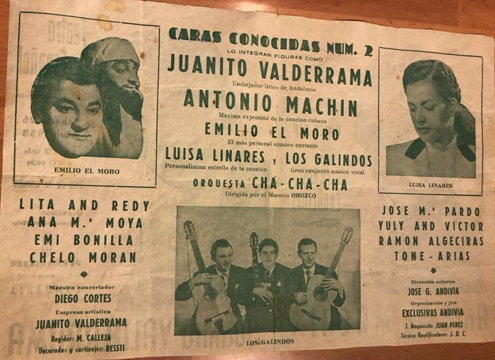 CARAS CONOCIDAS NUM. 2
LO INTEGRAN FIGURAS COMO
JUANITO VALDERRAMA
Embajador lírico de Andalucía
ANTONIO MACHIN
Máxima expresión de la canción cubana
EMILIO EL MORO
El más personal cómico cantante
LUISA LINARES y LOS GALINDOS
Personalísima estrella de la canción
Gran conjunto músico vocal
ORQUESTA CHA-CHA-CHA
Dirigida por el Maestro OROZCO
EMILIO EL MORO
LUISA LINARES
LITA AND REDY
ANA M.ª MOYA
EMI BONILLA
CHELO MORAN
Maestro concertador
DIEGO CORTES
Empresa artística
JUANITO VALDERRAMA
Regidor: M. CALLEJA
Decorados y cortinajes: RESSTI
LOS GALINDOS
JOSE M.ª PARDO
YULY AND VICTOR
RAMON ALGECIRAS
TONE-ARIAS
Dirección artística
JOSE G. ANDIVIA
Organización y
EXCLUSIVAS ANDIVIA
J. Maquinista: JUAN PEREZ
Técnico Amplificadores: J. R. C.